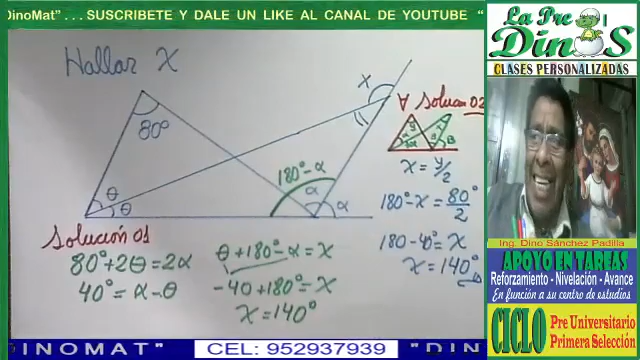 DinoMat" . . . SUSCRIBETE Y DALE UN LIKE AL CANAL DE YOUTUBE "
La Pre
DinoS
CLASES PERSONALIZADAS
Hallar X
X
80°
θ
θ
180°-α
α
α
∀ Solucion 02
X = y/2
180°-X = 80°/2
180-40° = X
X = 140°
Solución 01
80°+2θ=2α
40° = α-θ
θ+180°-α=X
-40+180°=X
X=140°
Ing. Dino Sánchez Padilla
APOYO EN TAREAS
Reforzamiento - Nivelación - Avance
En función a su centro de estudios
CICLO
Pre Universitario
Primera Selección
DINOMAT"
CEL: 952937939
"DIN